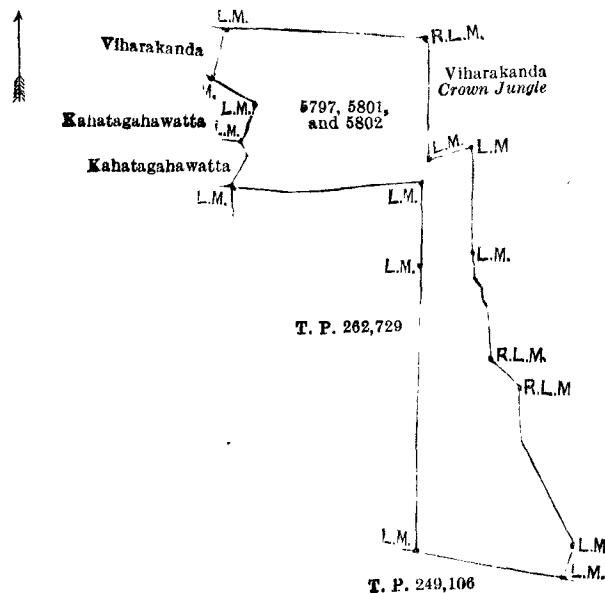 L.M.
R.L.M.
Viharakanda
Viharakanda
Crown Jungle
M.
L.M.
5797, 5801,
and 5802
Kahatagahawatta
L.M.
L.M.
L.M
Kahatagahawatta
L.M.
L.M.
L.M.
L.M.
T. P. 262,729
R.L.M.
R.L.M
L.M.
L.M
L.M.
T. P. 249,106